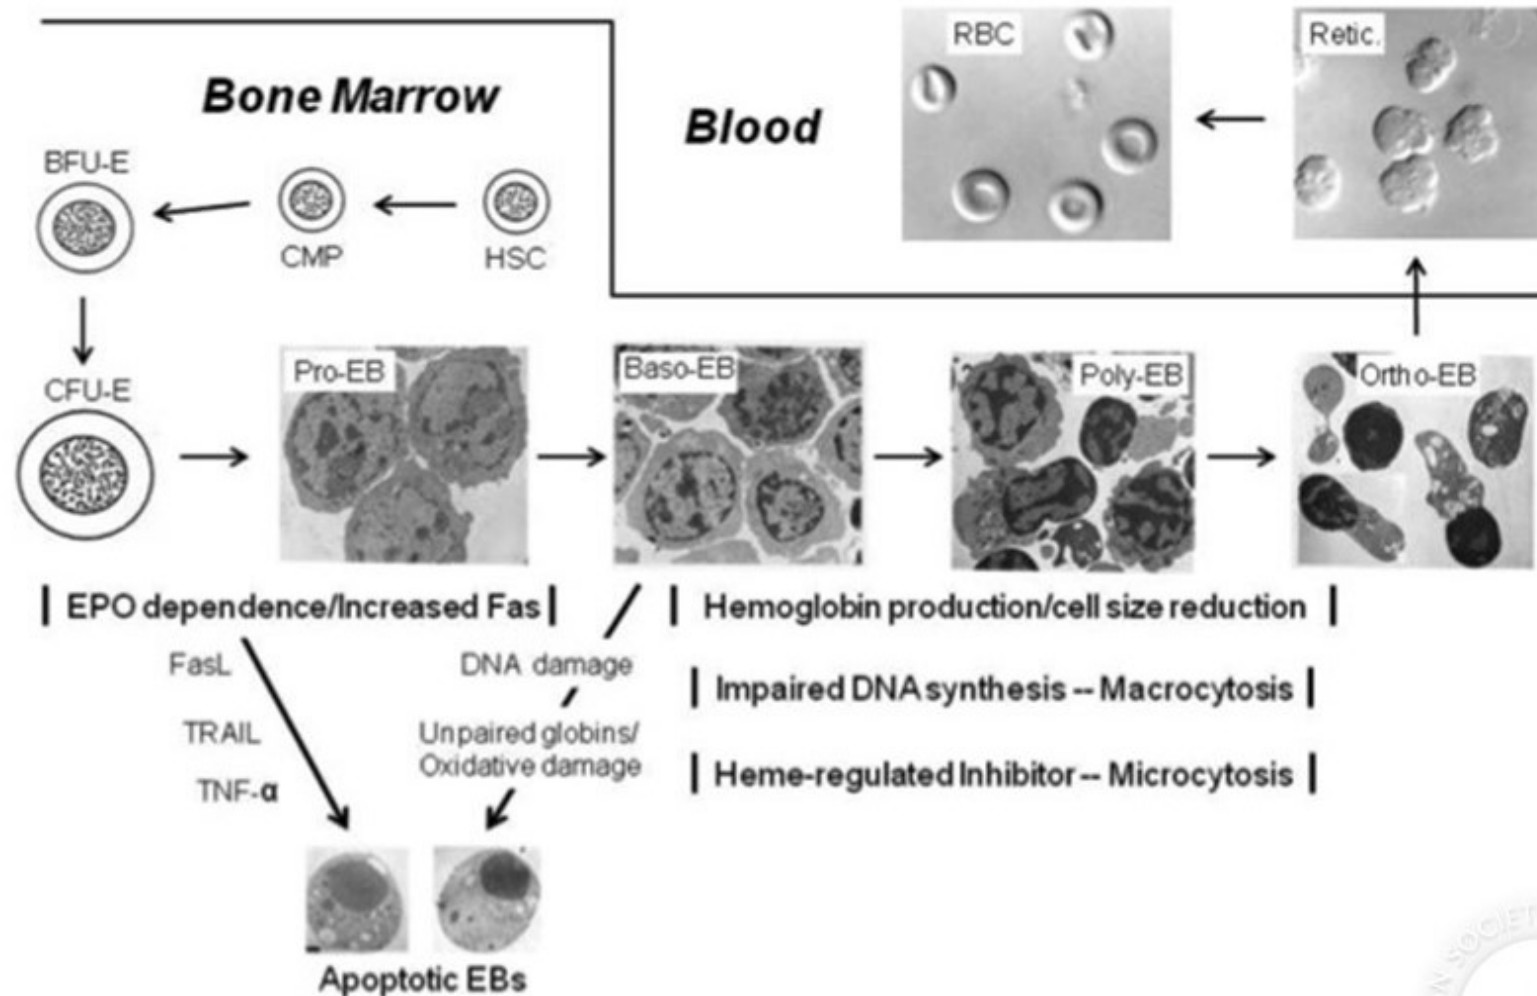 Bone Marrow
Blood
RBC
Retic.
BFU-E
CMP
HSC
CFU-E
Pro-EB
Baso-EB
Poly-EB
Ortho-EB
EPO dependence/Increased Fas
Hemoglobin production/cell size reduction
FasL
DNA damage
Impaired DNA synthesis -- Macrocytosis
TRAIL
Unpaired globins/
Oxidative damage
Heme-regulated Inhibitor -- Microcytosis
TNF-α
Apoptotic EBs
N SOCIET